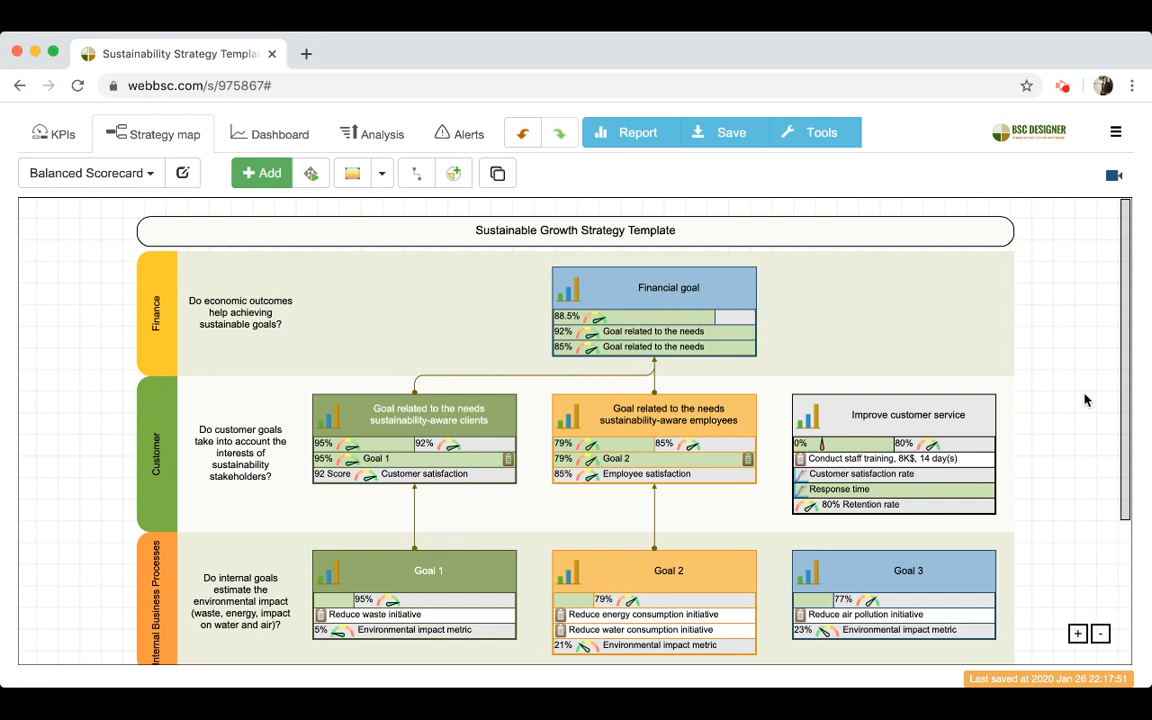 Sustainability Strategy Templa
webbsc.com/s/975867#
KPIs
Strategy map
Dashboard
Analysis
Alerts
Report
Save
Tools
BSC DESIGNER
Balanced Scorecard
Add
Sustainable Growth Strategy Template
Finance
Do economic outcomes
help achieving
sustainable goals?
Financial goal
88.5%
92% Goal related to the needs
85% Goal related to the needs
Customer
Do customer goals
take into account the
interests of
sustainability
stakeholders?
Goal related to the needs
sustainability-aware clients
95% 92%
95% Goal 1
92 Score Customer satisfaction
Goal related to the needs
sustainability-aware employees
79% 85%
79% Goal 2
85% Employee satisfaction
Improve customer service
0% 80%
Conduct staff training, 8K$, 14 day(s)
Customer satisfaction rate
Response time
80% Retention rate
Internal Business Processes
Do internal goals
estimate the
environmental impact
(waste, energy, impact
on water and air)?
Goal 1
95%
Reduce waste initiative
5% Environmental impact metric
Goal 2
79%
Reduce energy consumption initiative
Reduce water consumption initiative
21% Environmental impact metric
Goal 3
77%
Reduce air pollution initiative
23% Environmental impact metric
+ -
Last saved at 2020 Jan 26 22:17:51